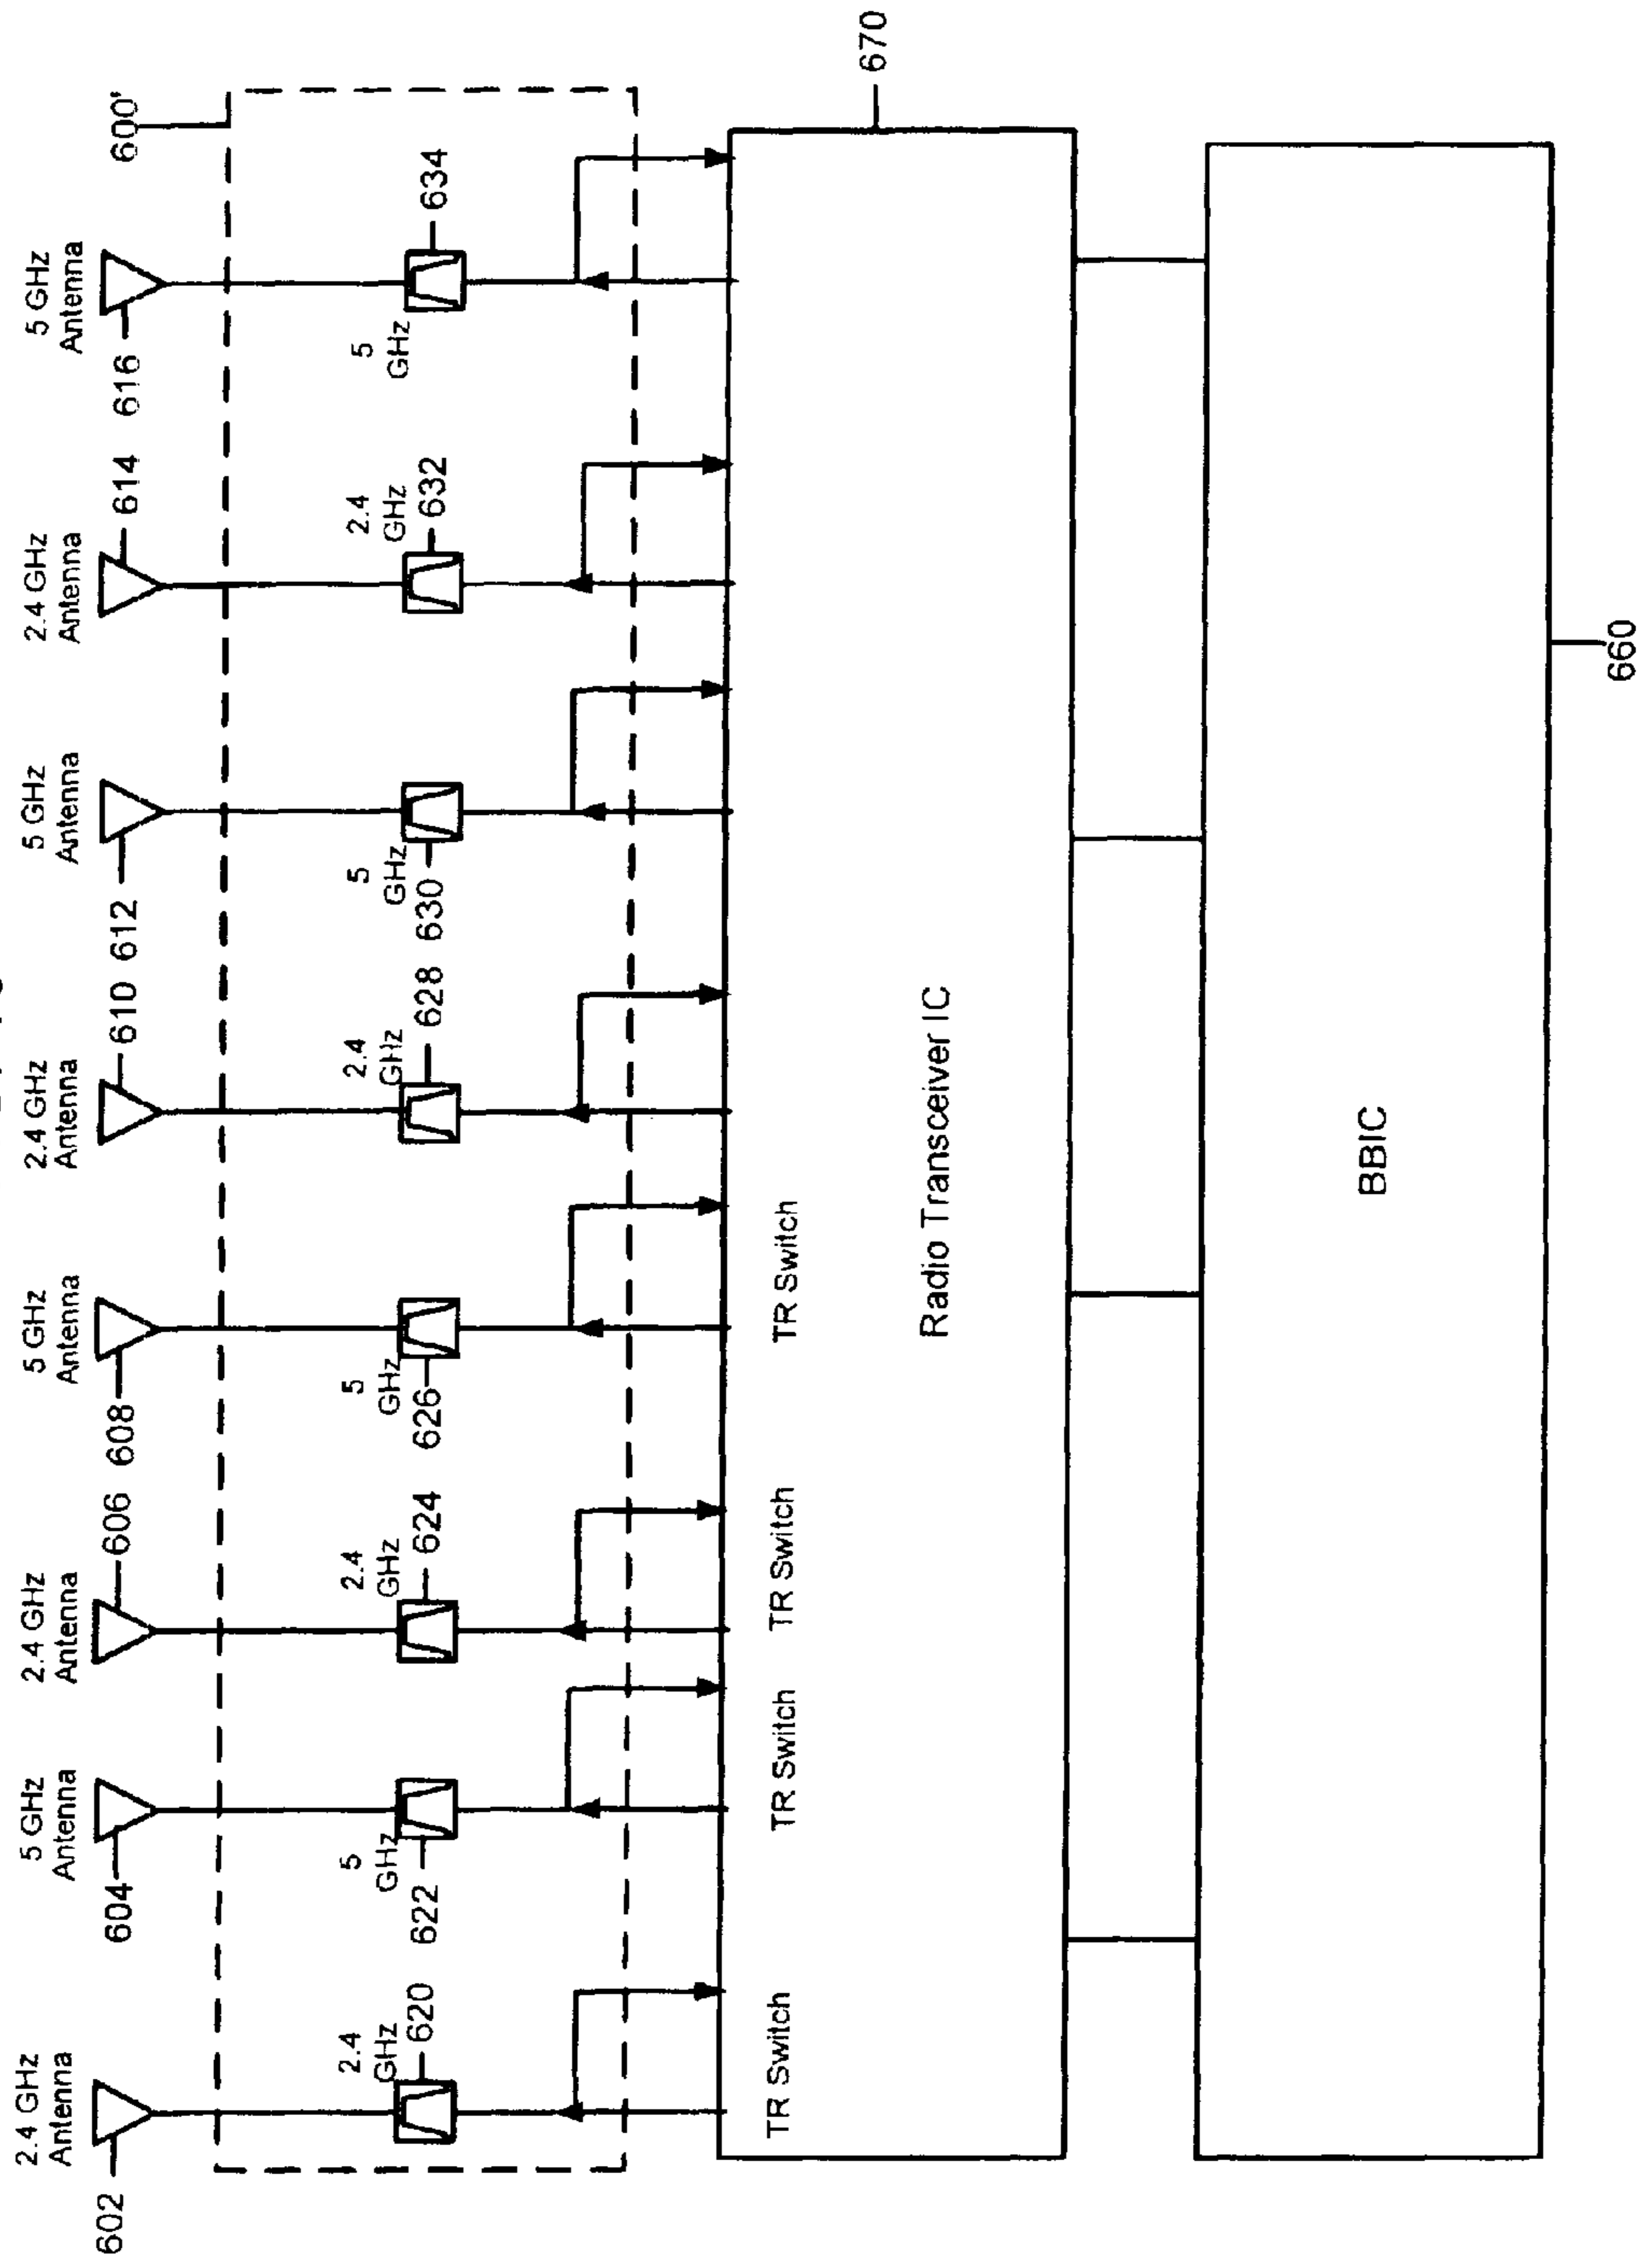 2.4 GHz
Antenna
602
5 GHz
Antenna
604
2.4 GHz
Antenna
606
5 GHz
Antenna
608
2.4 GHz
Antenna
610
5 GHz
Antenna
612
2.4 GHz
Antenna
614
5 GHz
Antenna
616
600'
2.4
GHz
620
5
GHz
622
2.4
GHz
624
5
GHz
626
2.4
GHz
628
5
GHz
630
2.4
GHz
632
5
GHz
634
TR Switch
TR Switch
TR Switch
TR Switch
Radio Transceiver IC
670
BBIC
660